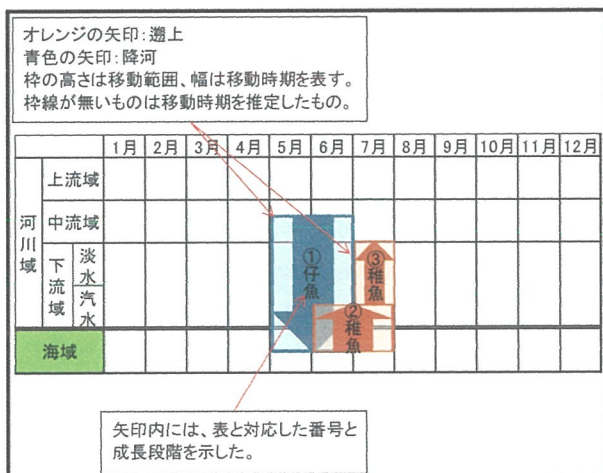 オレンジの矢印:遡上
青色の矢印:降河
枠の高さは移動範囲、幅は移動時期を表す。
枠線が無いものは移動時期を推定したもの。
1月 2月 3月 4月 5月 6月 7月 8月 9月 10月 11月 12月
河川域
上流域
中流域
下流域
淡水
汽水
海域
①仔魚
②稚魚
③稚魚
矢印内には、表と対応した番号と
成長段階を示した。